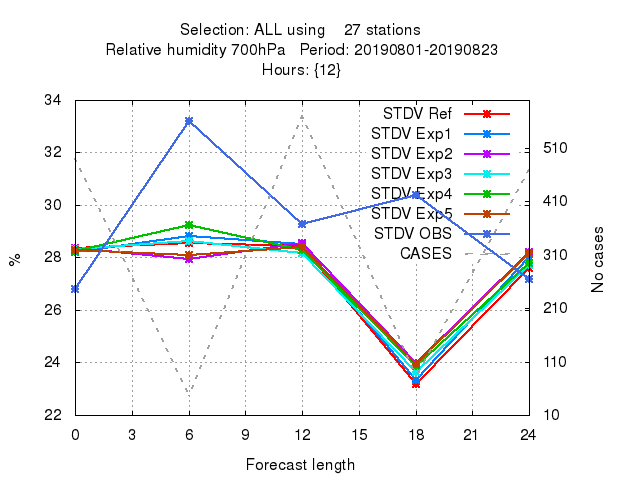 Selection: ALL using 27 stations
Relative humidity 700hPa Period: 20190801-20190823
Hours: {12}
34
32
30
28
26
24
22
%
STDV Ref
STDV Exp1
STDV Exp2
STDV Exp3
STDV Exp4
STDV Exp5
STDV OBS
CASES
510
410
310
210
110
10
No cases
0 3 6 9 12 15 18 21 24
Forecast length